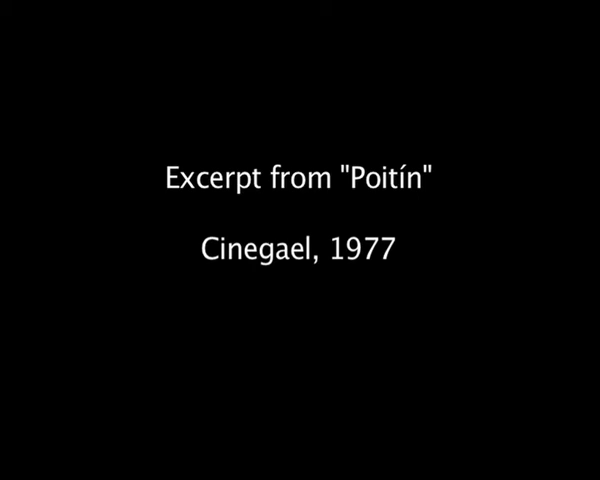 Excerpt from "Poitín"
Cinegael, 1977